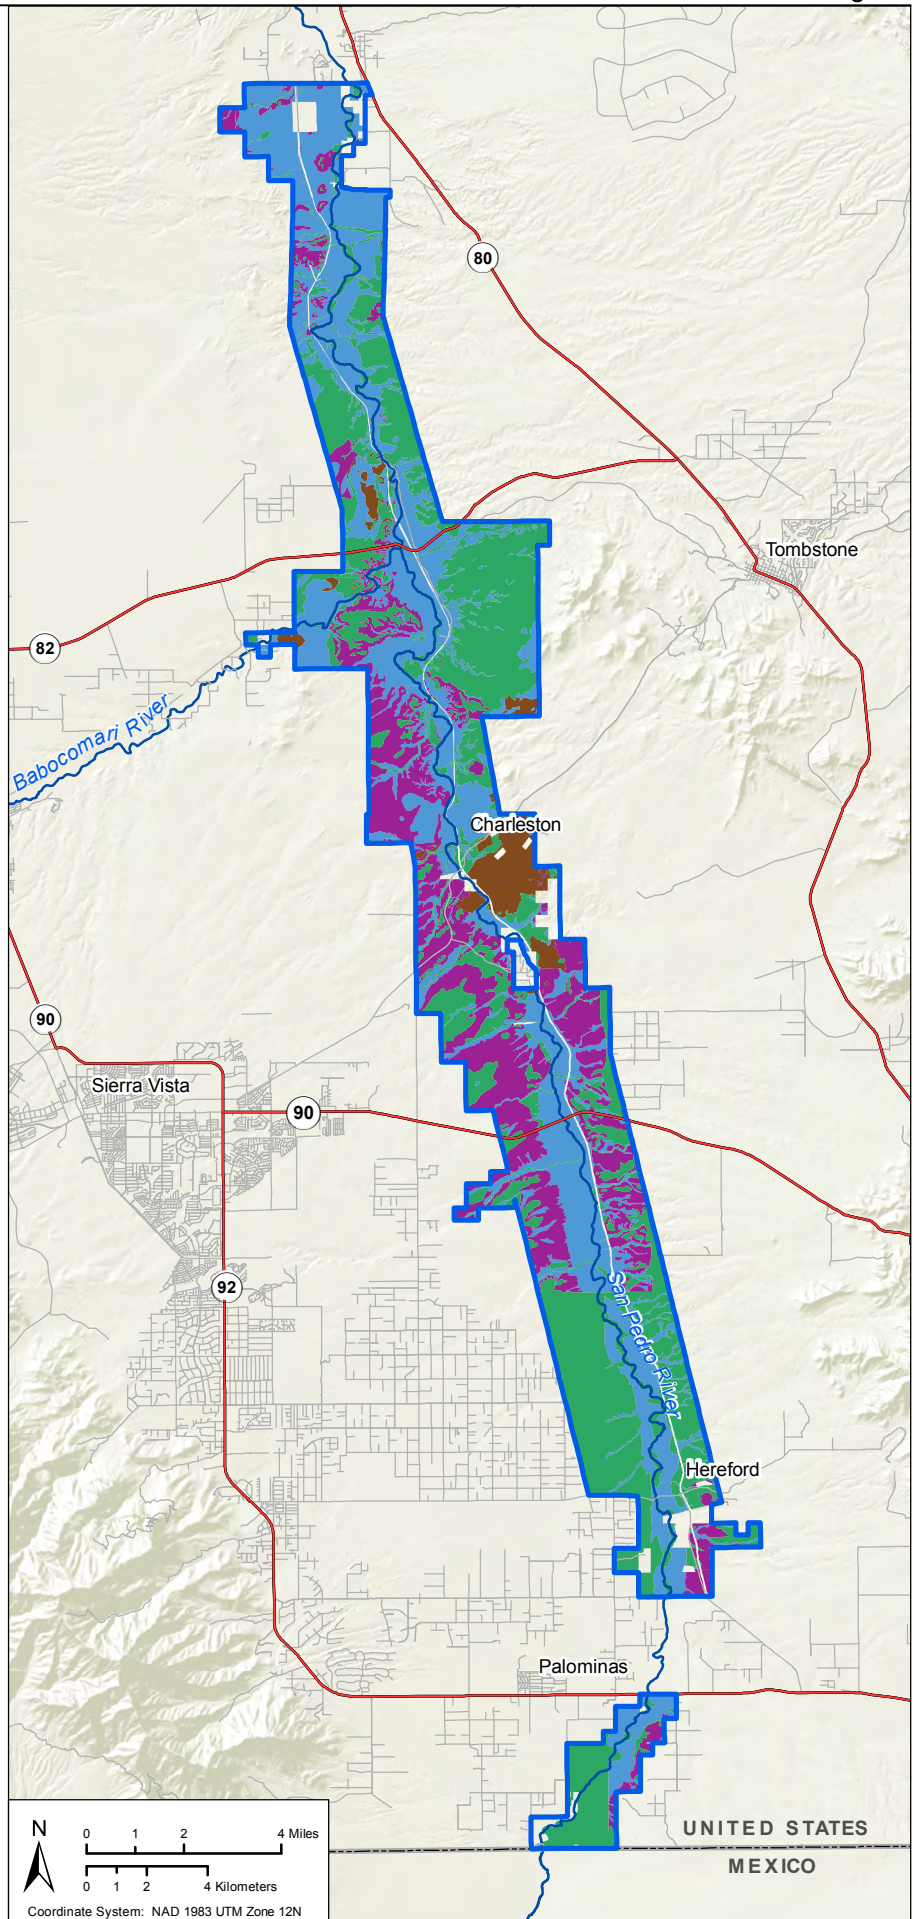 80
Tombstone
82
Babocomari River
Charleston
90
Sierra Vista
90
92
San Pedro River
Hereford
Palominas
UNITED STATES
MEXICO
N
0 1 2 4 Miles
0 1 2 4 Kilometers
Coordinate System: NAD 1983 UTM Zone 12N